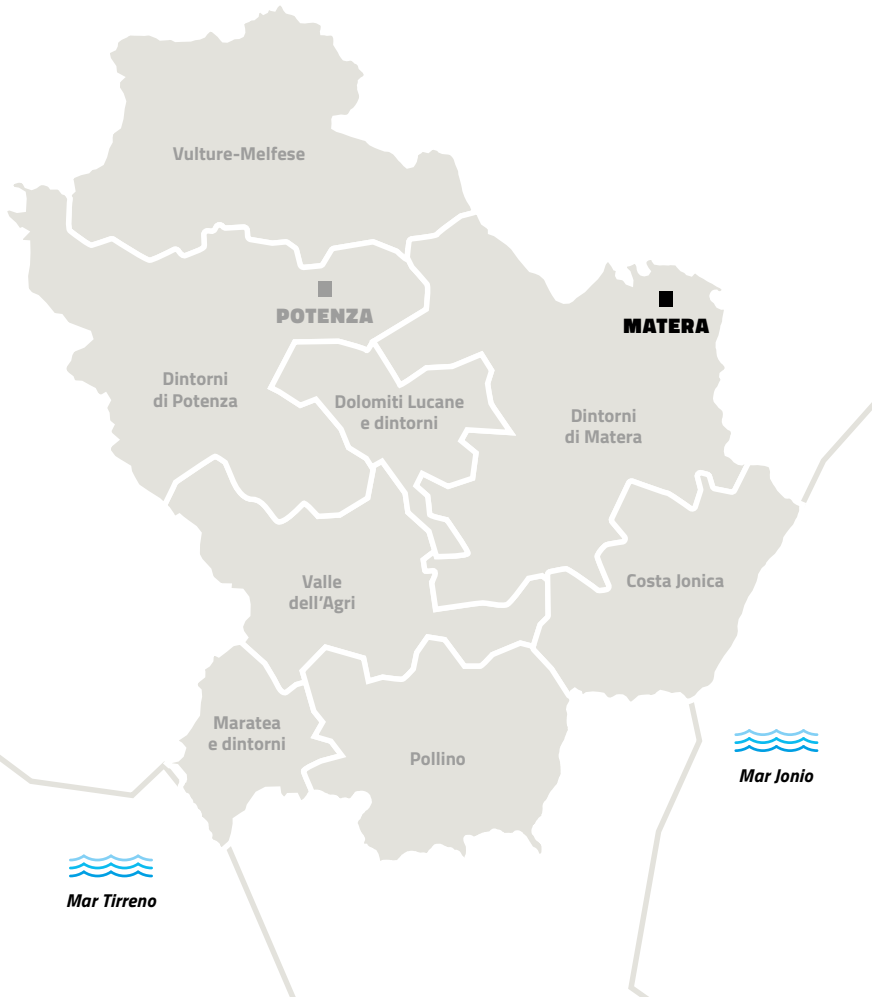 Vulture-Melfese
POTENZA
MATERA
Dintorni
di Potenza
Dolomiti Lucane
e dintorni
Dintorni
di Matera
Valle
dell'Agri
Costa Jonica
Maratea
e dintorni
Pollino
Mar Jonio
Mar Tirreno